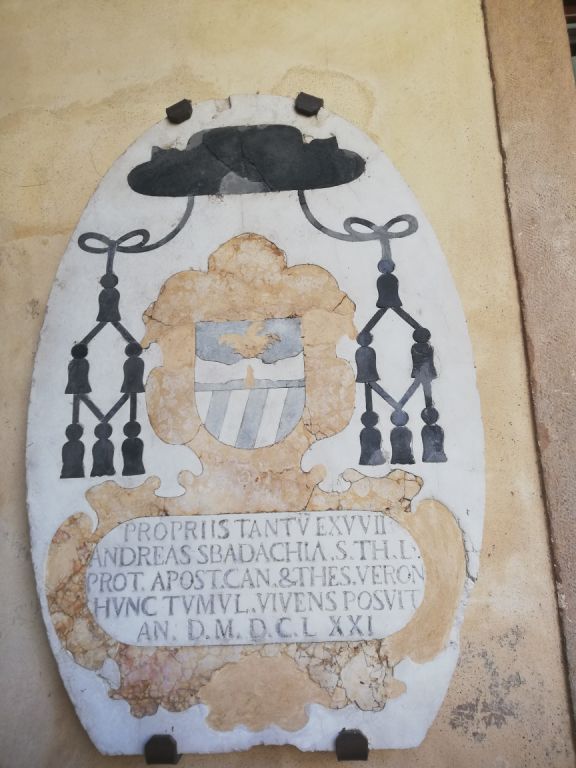 PROPRIIS TANTV̄ EXVVII
ANDREAS SBADACHIA. S. TH. L.
PROT. APOST. CAN. & THES. VERON
HVNC TVMVL. VIVENS POSVIT
AN. D. M. D. C. L XXI